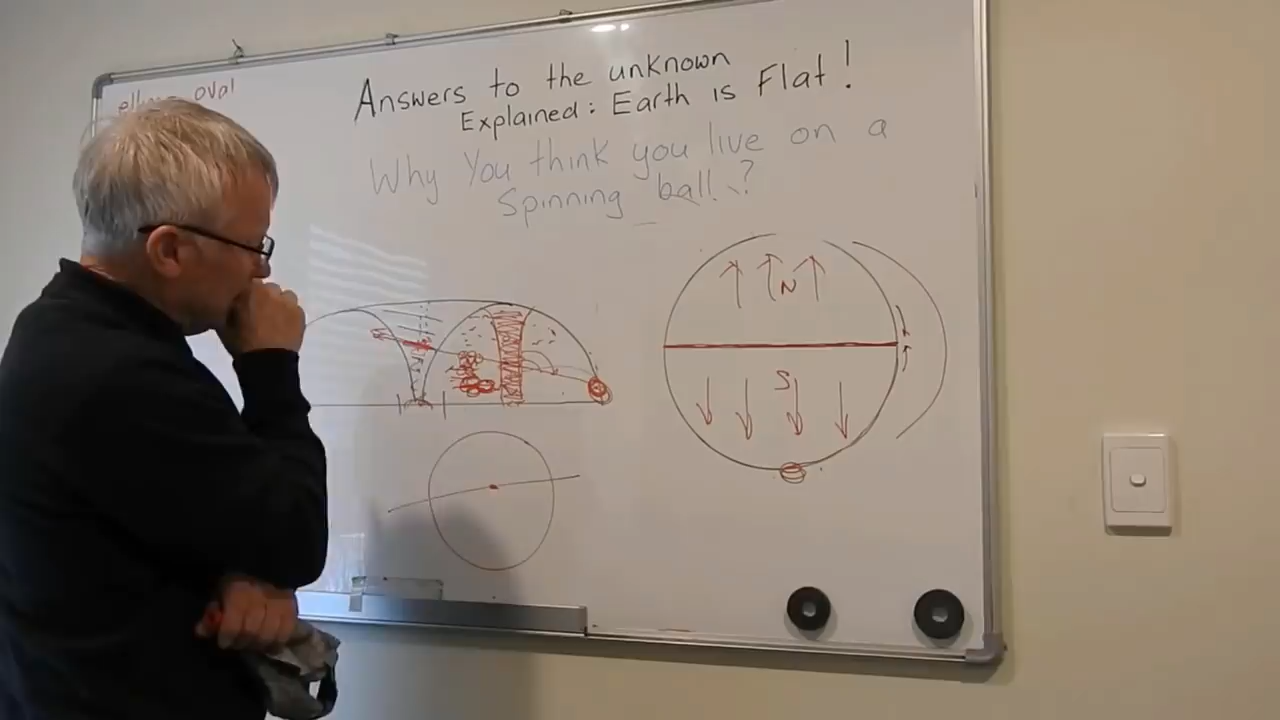 oval
Answers to the unknown
Explained: Earth is Flat!
Why You think you live on a
Spinning ball.?
N
S